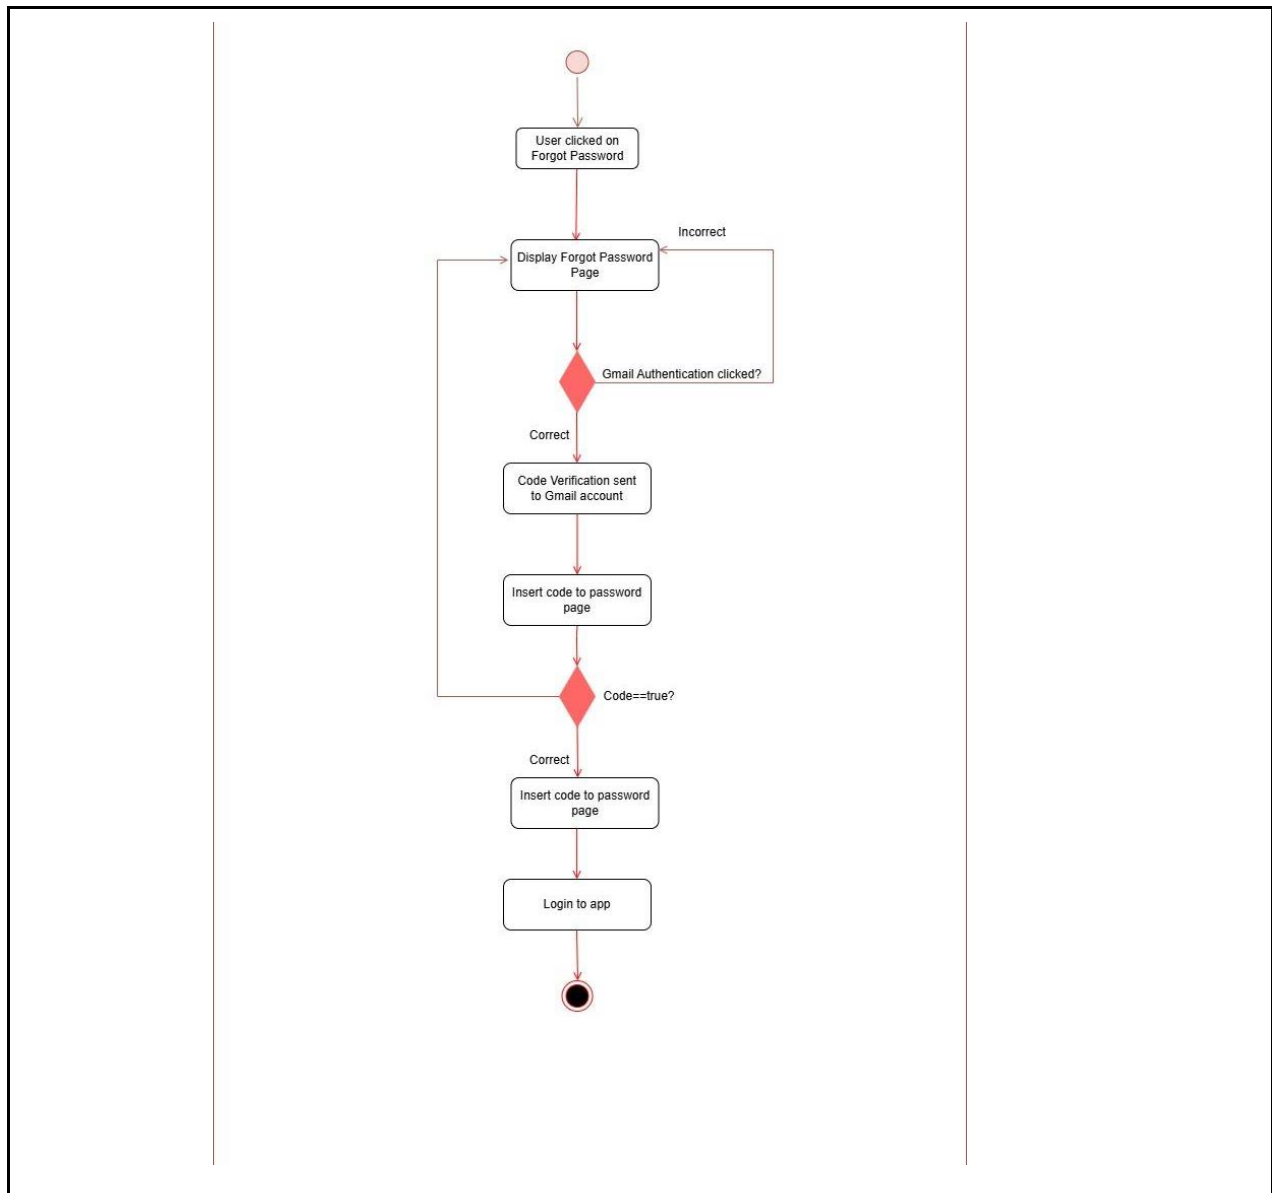 User clicked on
Forgot Password
Incorrect
Display Forgot Password
Page
Gmail Authentication clicked?
Correct
Code Verification sent
to Gmail account
Insert code to password
page
Code==true?
Correct
Insert code to password
page
Login to app